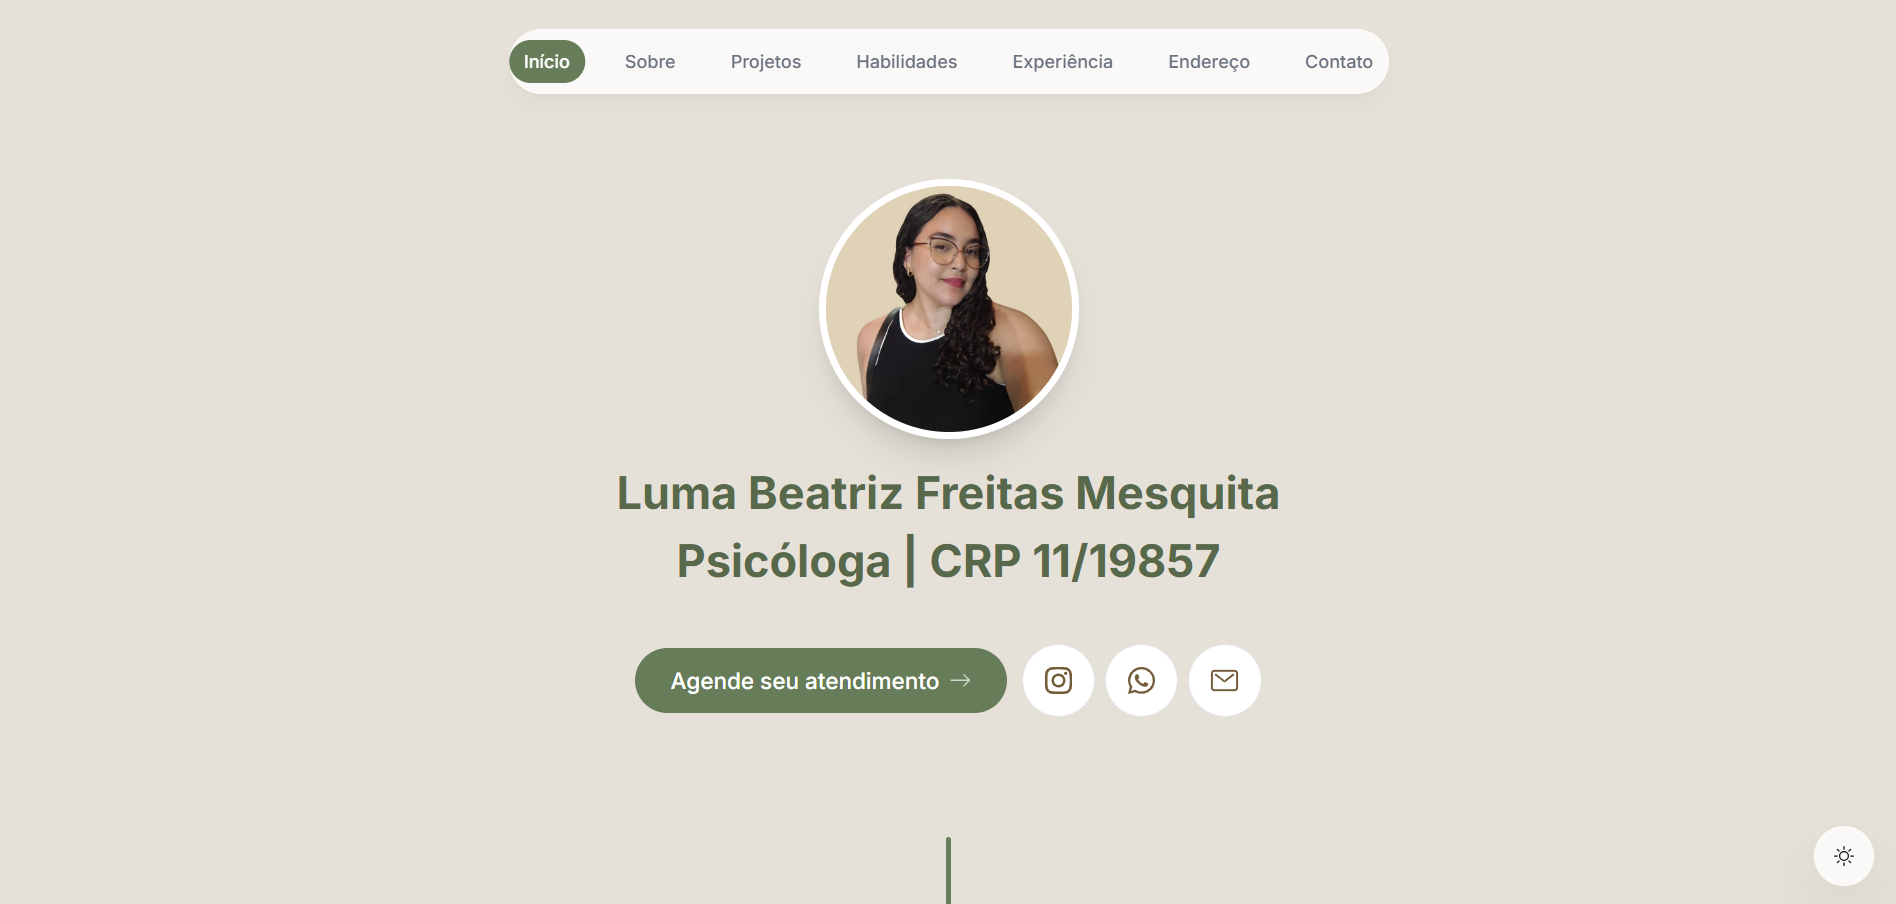 Início Sobre Projetos Habilidades Experiência Endereço Contato
Luma Beatriz Freitas Mesquita
Psicóloga | CRP 11/19857
Agende seu atendimento →